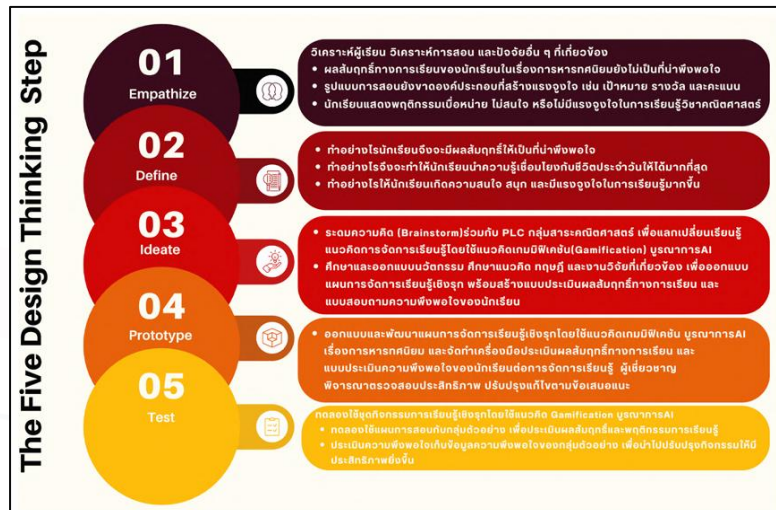 The Five Design Thinking Step
01
Empathize
วิเคราะห์ผู้เรียน วิเคราะห์การสอน และปัจจัยอื่น ๆ ที่เกี่ยวข้อง
• ผลสัมฤทธิ์ทางการเรียนของนักเรียนในเรื่องการหารทศนิยมยังไม่เป็นที่น่าพึงพอใจ
• รูปแบบการสอนยังขาดองค์ประกอบที่สร้างแรงจูงใจ เช่น เป้าหมาย รางวัล และคะแนน
• นักเรียนแสดงพฤติกรรมเบื่อหน่าย ไม่สนใจ หรือไม่มีแรงจูงใจในการเรียนรู้วิชาคณิตศาสตร์
02
Define
• ทำอย่างไรนักเรียนจึงจะมีผลสัมฤทธิ์ให้เป็นที่น่าพึงพอใจ
• ทำอย่างไรจึงจะทำให้นักเรียนนำความรู้เชื่อมโยงกับชีวิตประจำวันให้ได้มากที่สุด
• ทำอย่างไรให้นักเรียนเกิดความสนใจ สนุก และมีแรงจูงใจในการเรียนรู้มากขึ้น
03
Ideate
• ระดมความคิด (Brainstorm)ร่วมกับ PLC กลุ่มสาระคณิตศาสตร์ เพื่อแลกเปลี่ยนเรียนรู้
แนวคิดการจัดการเรียนรู้โดยใช้แนวคิดเกมมิฟิเคชัน(Gamification) บูรณาการAI
• ศึกษาและออกแบบนวัตกรรม ศึกษาแนวคิด ทฤษฎี และงานวิจัยที่เกี่ยวข้อง เพื่อออกแบบ
แผนการจัดการเรียนรู้เชิงรุก พร้อมสร้างแบบประเมินผลสัมฤทธิ์ทางการเรียน และ
แบบสอบถามความพึงพอใจของนักเรียน
04
Prototype
• ออกแบบและพัฒนาแผนการจัดการเรียนรู้เชิงรุกโดยใช้แนวคิดเกมมิฟิเคชัน บูรณาการAI
เรื่องการหารทศนิยม และจัดทำเครื่องมือประเมินผลสัมฤทธิ์ทางการเรียน และ
แบบประเมินความพึงพอใจของนักเรียนต่อการจัดการเรียนรู้ ผู้เชี่ยวชาญ
พิจารณาตรวจสอบประสิทธิภาพ ปรับปรุงแก้ไขตามข้อเสนอแนะ
05
Test
ทดลองใช้ชุดกิจกรรมการเรียนรู้เชิงรุกโดยใช้แนวคิด Gamification บูรณาการAI
• ทดลองใช้แผนการสอนกับกลุ่มตัวอย่าง เพื่อประเมินผลสัมฤทธิ์และพฤติกรรมการเรียนรู้
• ประเมินความพึงพอใจเก็บข้อมูลความพึงพอใจของกลุ่มตัวอย่าง เพื่อนำไปปรับปรุงกิจกรรมให้มี
ประสิทธิภาพยิ่งขึ้น